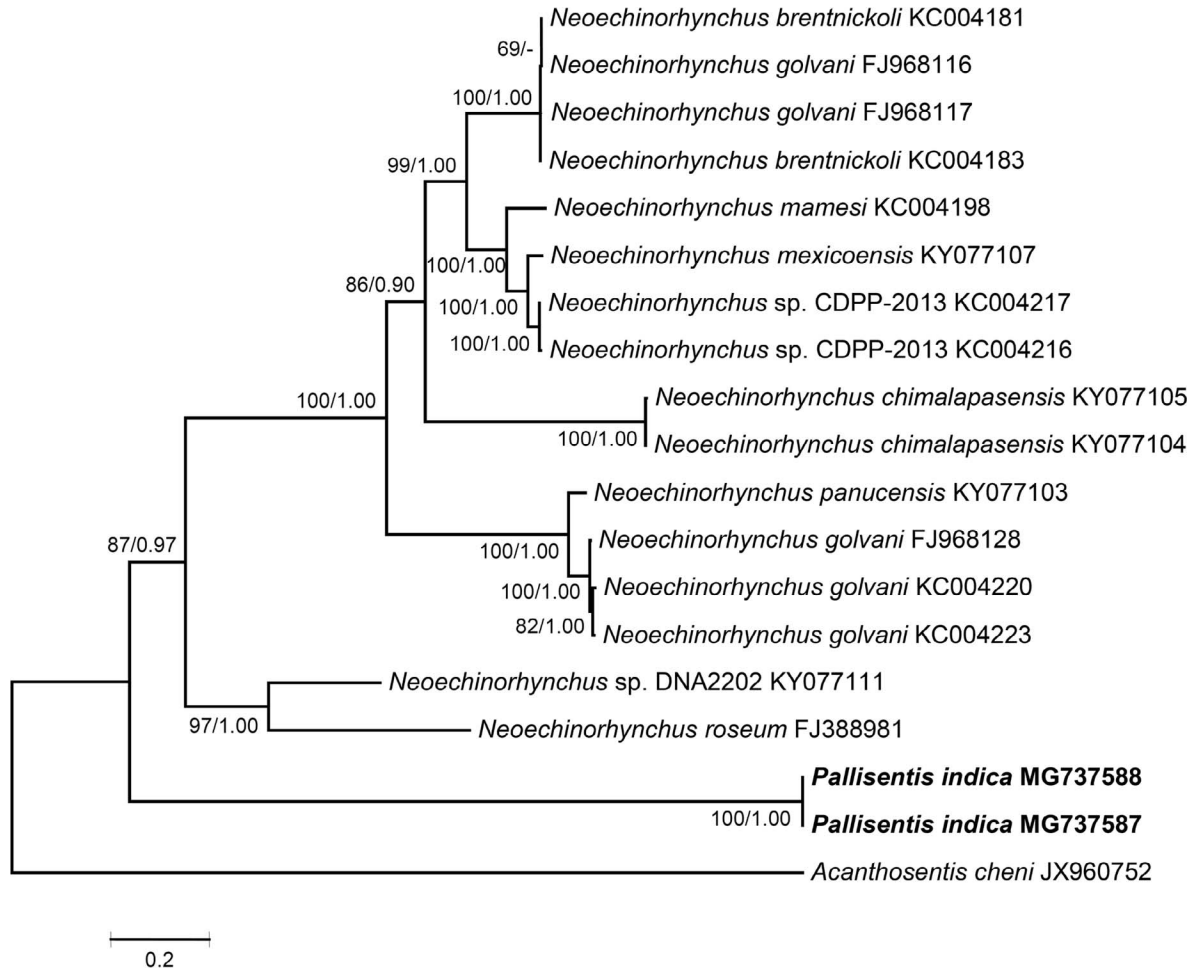 Neoechinorhynchus brentnickoli KC004181
69/-
Neoechinorhynchus golvani FJ968116
100/1.00
Neoechinorhynchus golvani FJ968117
99/1.00
Neoechinorhynchus brentnickoli KC004183
Neoechinorhynchus mamesi KC004198
100/1.00
Neoechinorhynchus mexicoensis KY077107
86/0.90
100/1.00
Neoechinorhynchus sp. CDPP-2013 KC004217
100/1.00
Neoechinorhynchus sp. CDPP-2013 KC004216
100/1.00
Neoechinorhynchus chimalapasensis KY077105
100/1.00
Neoechinorhynchus chimalapasensis KY077104
Neoechinorhynchus panucensis KY077103
87/0.97
100/1.00
Neoechinorhynchus golvani FJ968128
100/1.00
Neoechinorhynchus golvani KC004220
82/1.00
Neoechinorhynchus golvani KC004223
Neoechinorhynchus sp. DNA2202 KY077111
97/1.00
Neoechinorhynchus roseum FJ388981
Pallisentis indica MG737588
100/1.00
Pallisentis indica MG737587
Acanthosentis cheni JX960752
0.2